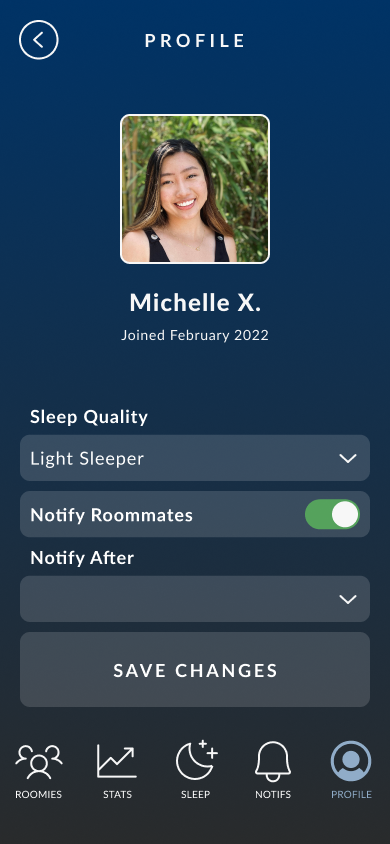 PROFILE
Michelle X.
Joined February 2022
Sleep Quality
Light Sleeper
Notify Roommates
Notify After
SAVE CHANGES
ROOMIES STATS SLEEP NOTIFS PROFILE